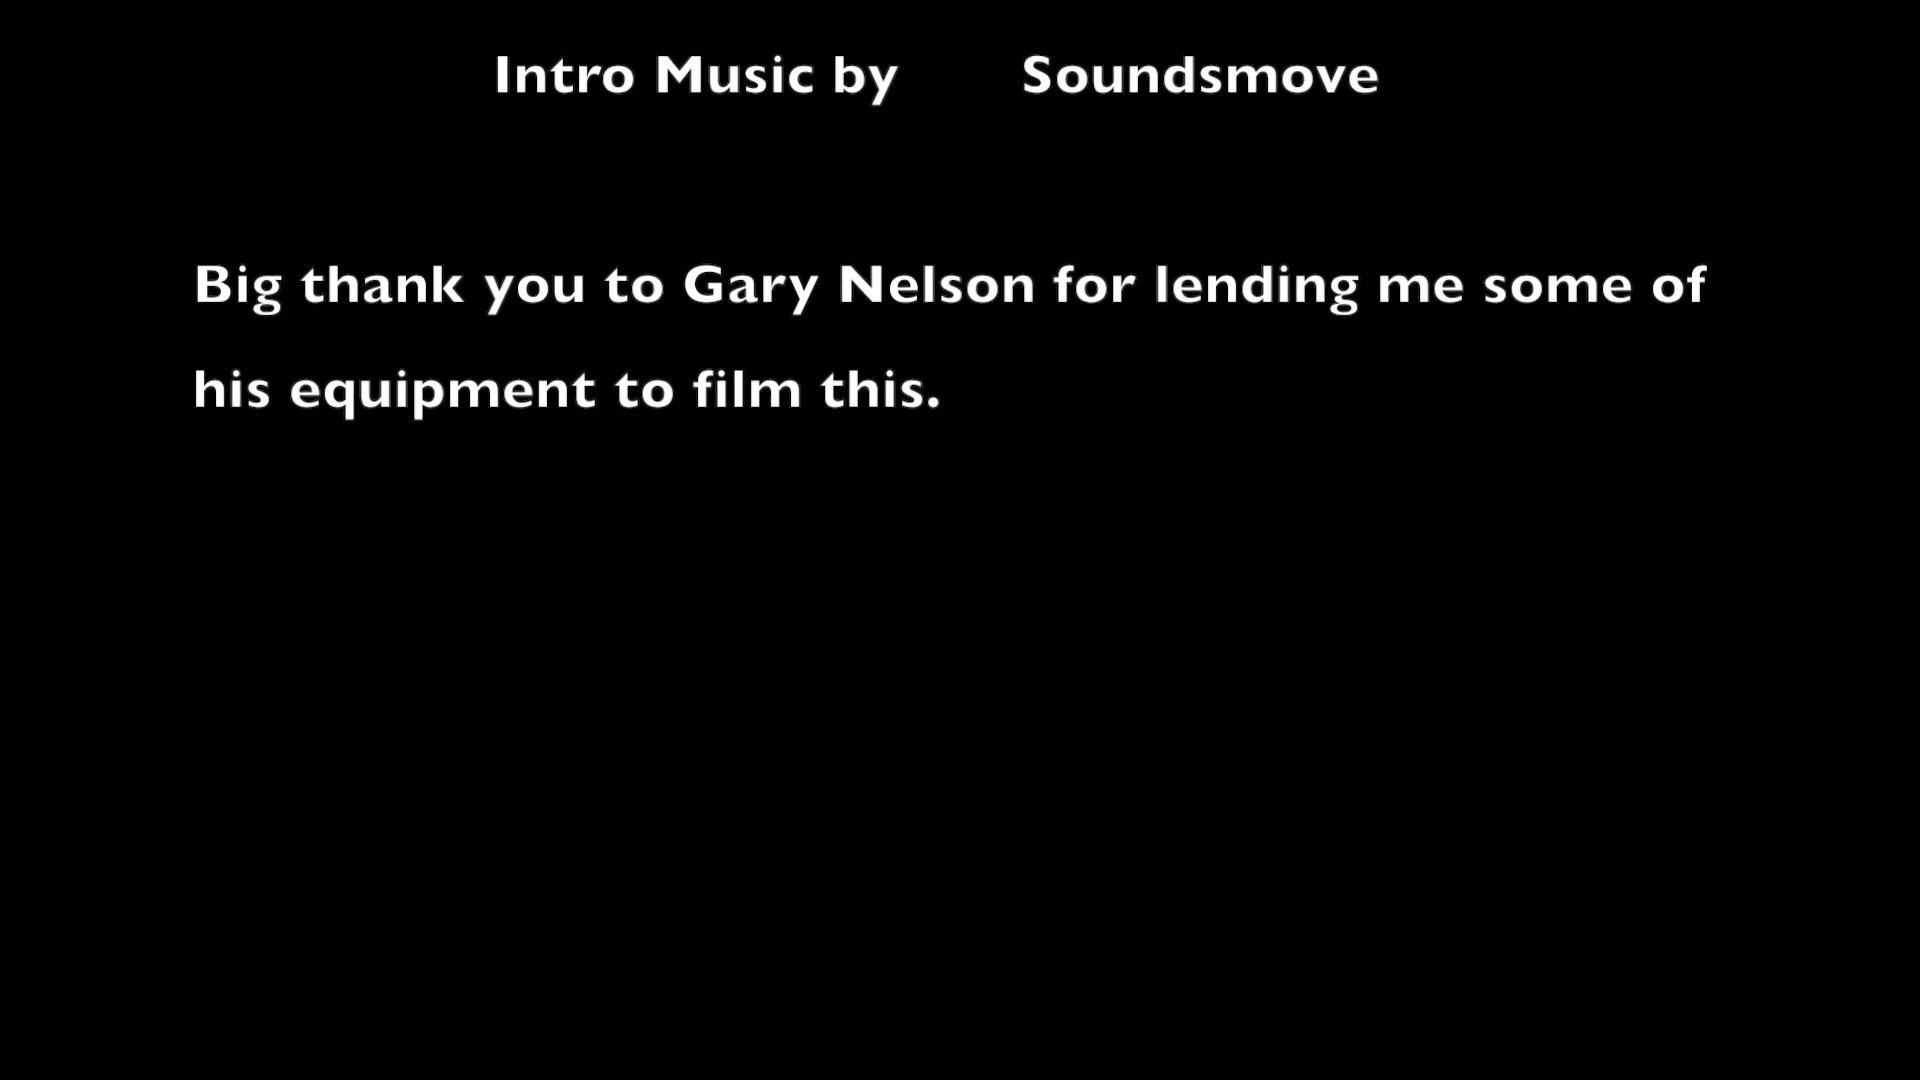 Intro Music by Soundsmove
Big thank you to Gary Nelson for lending me some of
his equipment to film this.